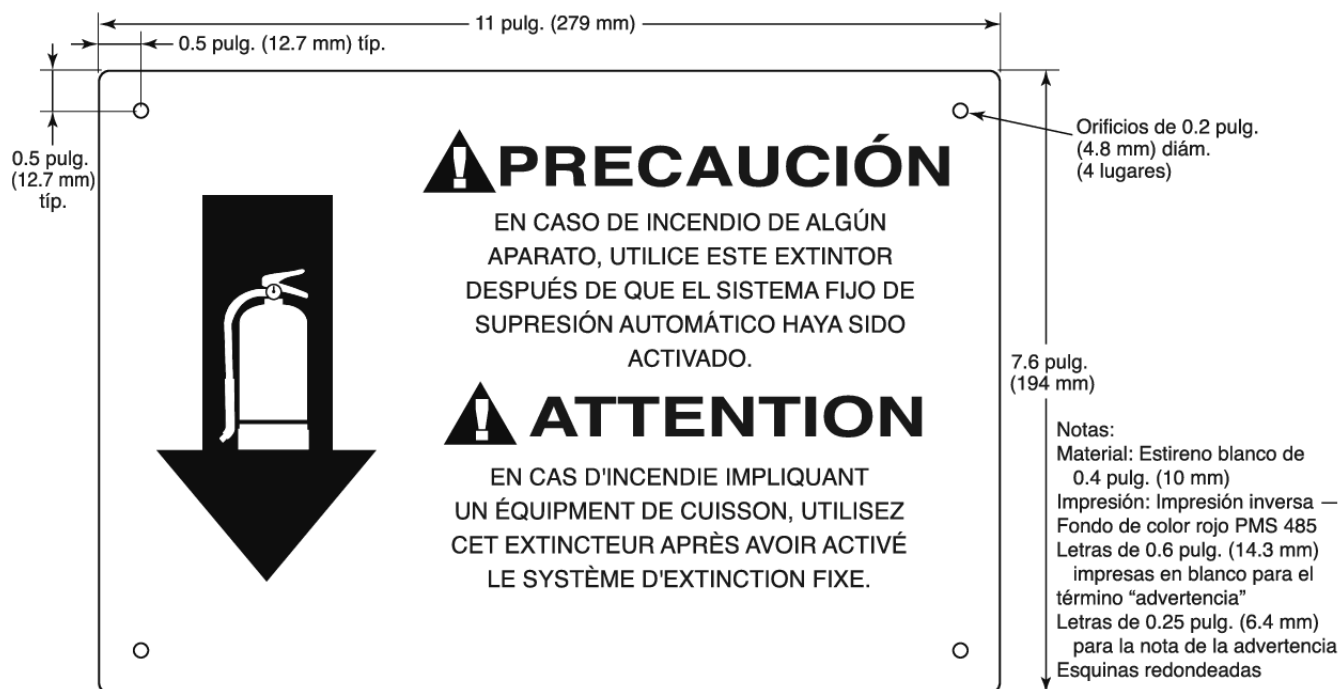 11 pulg. (279 mm)
0.5 pulg. (12.7 mm) típ.
0.5 pulg.
(12.7 mm)
típ.
Orificios de 0.2 pulg.
(4.8 mm) diám.
(4 lugares)
PRECAUCIÓN
EN CASO DE INCENDIO DE ALGÚN
APARATO, UTILICE ESTE EXTINTOR
DESPUÉS DE QUE EL SISTEMA FIJO DE
SUPRESIÓN AUTOMÁTICO HAYA SIDO
ACTIVADO.
ATTENTION
EN CAS D'INCENDIE IMPLIQUANT
UN ÉQUIPMENT DE CUISSON, UTILISEZ
CET EXTINCTEUR APRÈS AVOIR ACTIVÉ
LE SYSTÈME D'EXTINCTION FIXE.
7.6 pulg.
(194 mm)
Notas:
Material: Estireno blanco de
0.4 pulg. (10 mm)
Impresión: Impresión inversa —
Fondo de color rojo PMS 485
Letras de 0.6 pulg. (14.3 mm)
impresas en blanco para el
término “advertencia”
Letras de 0.25 pulg. (6.4 mm)
para la nota de la advertencia
Esquinas redondeadas